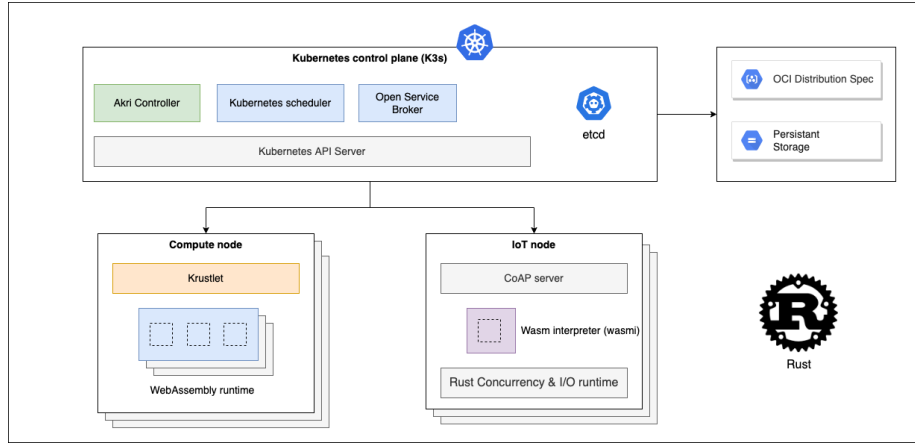 Kubernetes control plane (K3s)
Akri Controller
Kubernetes scheduler
Open Service
Broker
etcd
Kubernetes API Server
OCI Distribution Spec
Persistant
Storage
Compute node
Krustlet
WebAssembly runtime
IoT node
CoAP server
Wasm interpreter (wasmi)
Rust Concurrency & I/O runtime
R
Rust